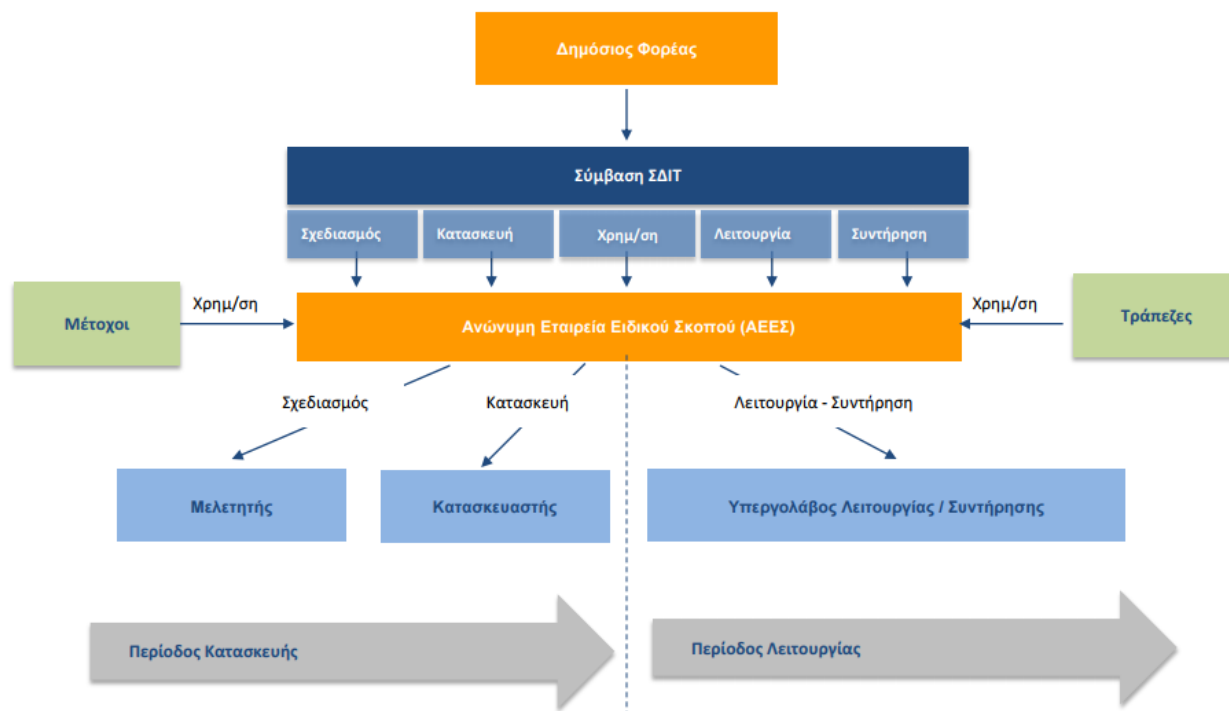 Δημόσιος Φορέας
Σύμβαση ΣΔΙΤ
Σχεδιασμός
Κατασκευή
Χρημ/ση
Λειτουργία
Συντήρηση
Μέτοχοι
Χρημ/ση
Ανώνυμη Εταιρεία Ειδικού Σκοπού (ΑΕΕΣ)
Χρημ/ση
Τράπεζες
Σχεδιασμός
Κατασκευή
Λειτουργία - Συντήρηση
Μελετητής
Κατασκευαστής
Υπεργολάβος Λειτουργίας / Συντήρησης
Περίοδος Κατασκευής
Περίοδος Λειτουργίας